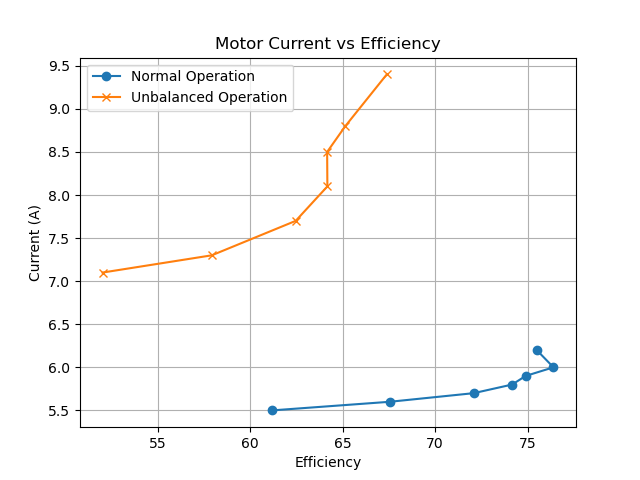 Motor Current vs Efficiency
Normal Operation
Unbalanced Operation
9.5
9.0
8.5
8.0
7.5
7.0
6.5
6.0
5.5
Current (A)
55 60 65 70 75
Efficiency